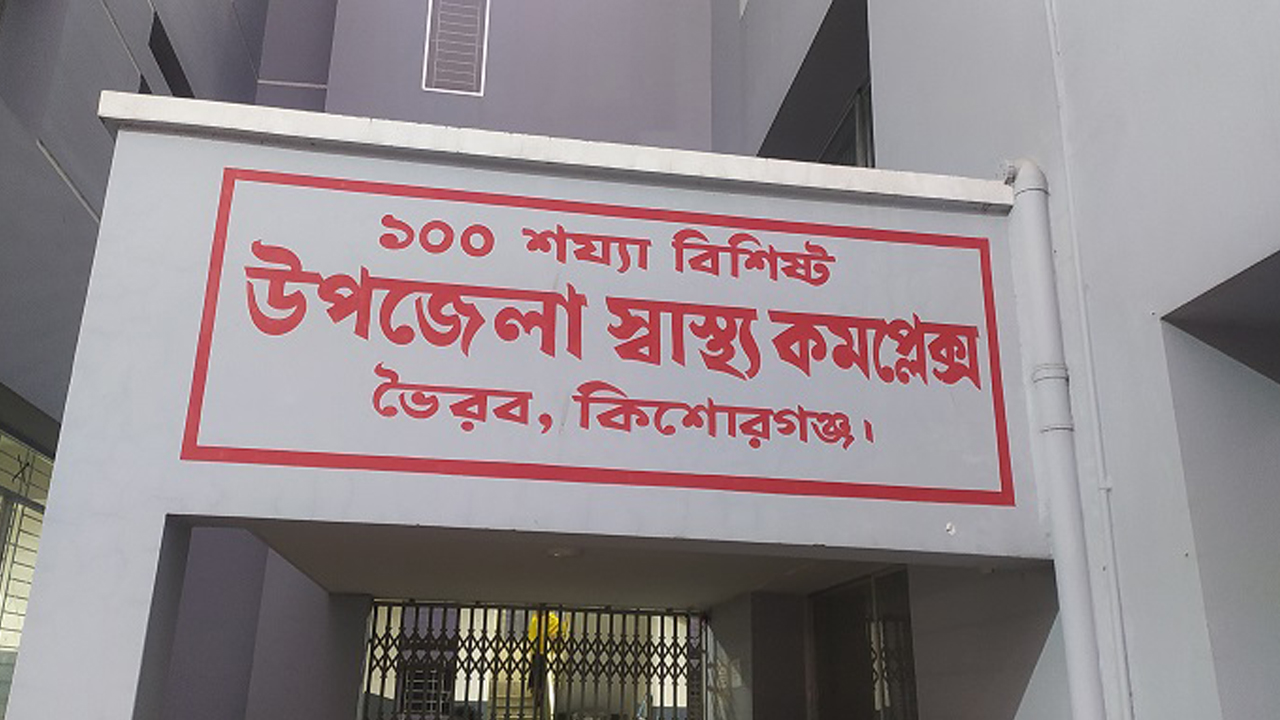 ১০০ শয্যা বিশিষ্ট
উপজেলা স্বাস্থ্য কমপ্লেক্স
ভৈরব, কিশোরগঞ্জ।